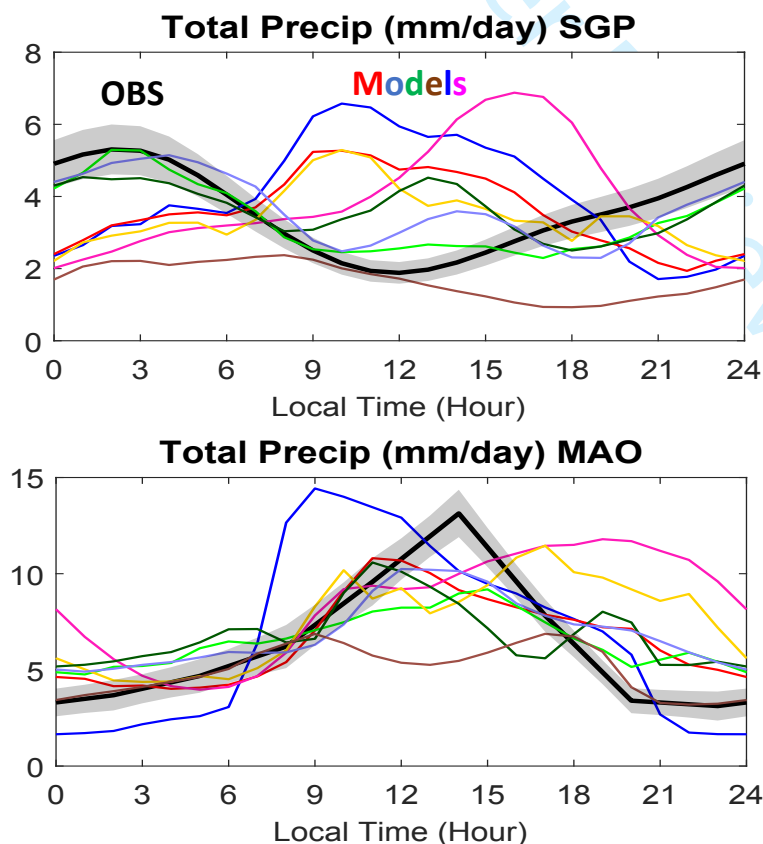 Total Precip (mm/day) SGP
8
6
4
2
0
OBS
Models
0 3 6 9 12 15 18 21 24
Local Time (Hour)
Total Precip (mm/day) MAO
15
10
5
0
0 3 6 9 12 15 18 21 24
Local Time (Hour)